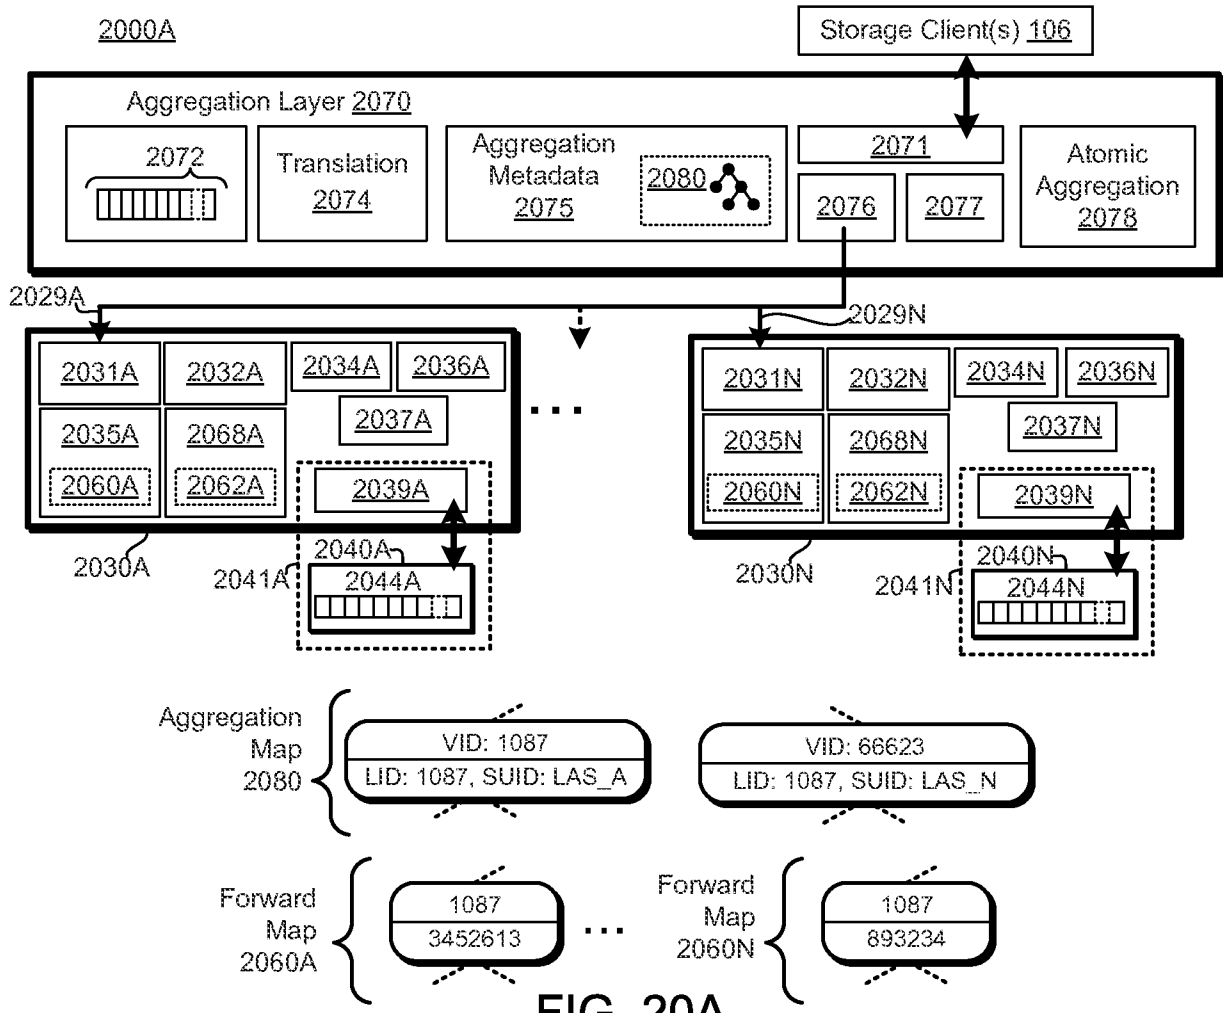 2000A
Storage Client(s) 106
Aggregation Layer 2070
2072
Translation
2074
Aggregation
Metadata
2075
2080
2071
2076
2077
Atomic
Aggregation
2078
2029A
2029N
2031A
2032A
2034A
2036A
2035A
2068A
2037A
2060A
2062A
2039A
2030A
2041A
2040A
2044A
...
2031N
2032N
2034N
2036N
2035N
2068N
2037N
2060N
2062N
2039N
2030N
2041N
2040N
2044N
Aggregation
Map
2080
VID: 1087
LID: 1087, SUID: LAS_A
VID: 66623
LID: 1087, SUID: LAS_N
Forward
Map
2060A
1087
3452613
...
Forward
Map
2060N
1087
893234
FIG. 20A